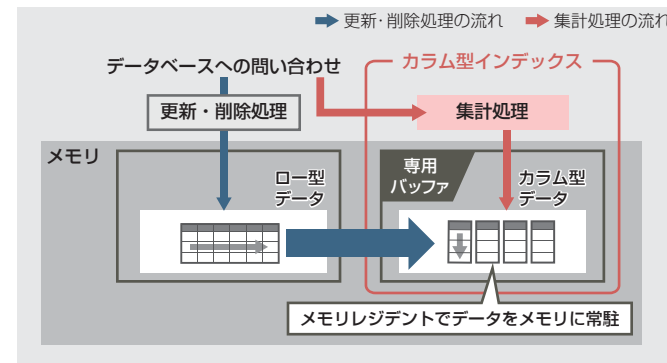 更新・削除処理の流れ
集計処理の流れ
データベースへの問い合わせ
カラム型インデックス
更新・削除処理
集計処理
メモリ
ロー型
データ
専用
バッファ
カラム型
データ
メモリレジデントでデータをメモリに常駐